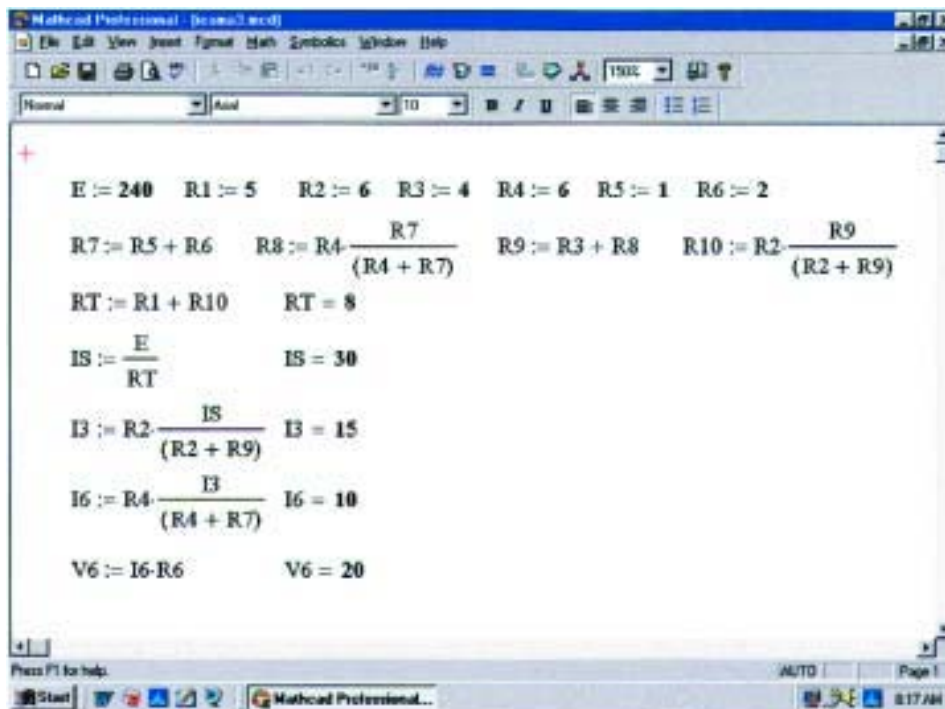 Mathcad Professional -
File Edit View Insert Format Math Symbolics Window Help
150%
Normal Arial 10 B I U
E := 240 R1 := 5 R2 := 6 R3 := 4 R4 := 6 R5 := 1 R6 := 2
R7 := R5 + R6 R8 := R4· R7 / (R4 + R7) R9 := R3 + R8 R10 := R2· R9 / (R2 + R9)
RT := R1 + R10 RT = 8
IS := E / RT IS = 30
I3 := R2· IS / (R2 + R9) I3 = 15
I6 := R4· I3 / (R4 + R7) I6 = 10
V6 := I6·R6 V6 = 20
Press F1 for help. AUTO Page 1
Start Mathcad Professional... 8:17 AM